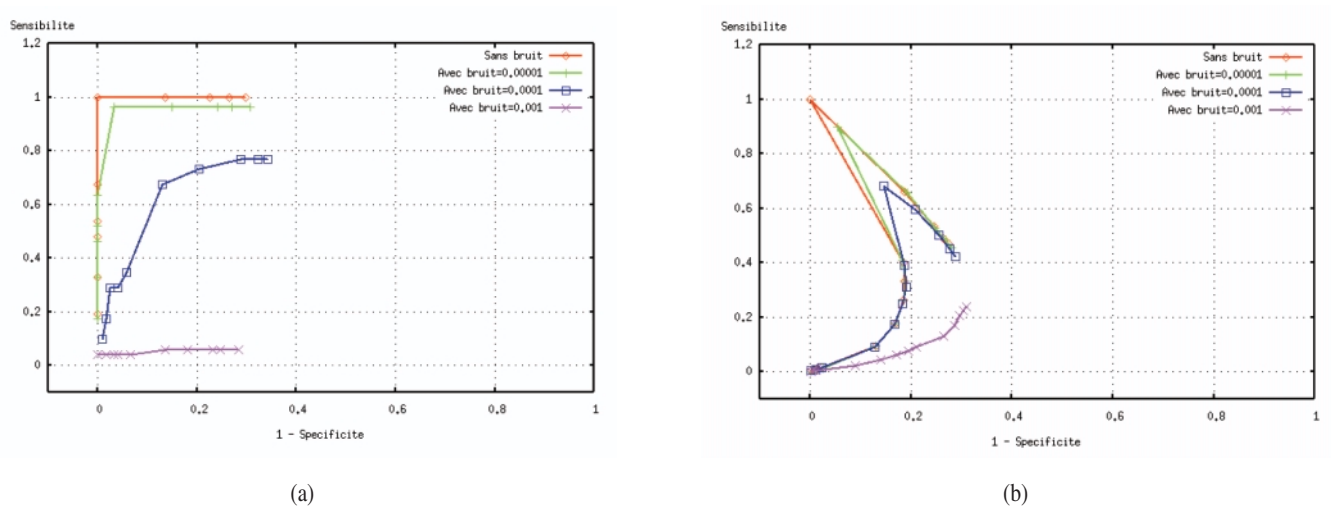 Sensibilite
1.2
1
0.8
0.6
0.4
0.2
0
0
0.2
0.4
0.6
0.8
1
1 - Specificite
Sans bruit
Avec bruit=0.00001
Avec bruit=0.0001
Avec bruit=0.001
(a)
Sensibilite
1.2
1
0.8
0.6
0.4
0.2
0
0
0.2
0.4
0.6
0.8
1
1 - Specificite
Sans bruit
Avec bruit=0.00001
Avec bruit=0.0001
Avec bruit=0.001
(b)